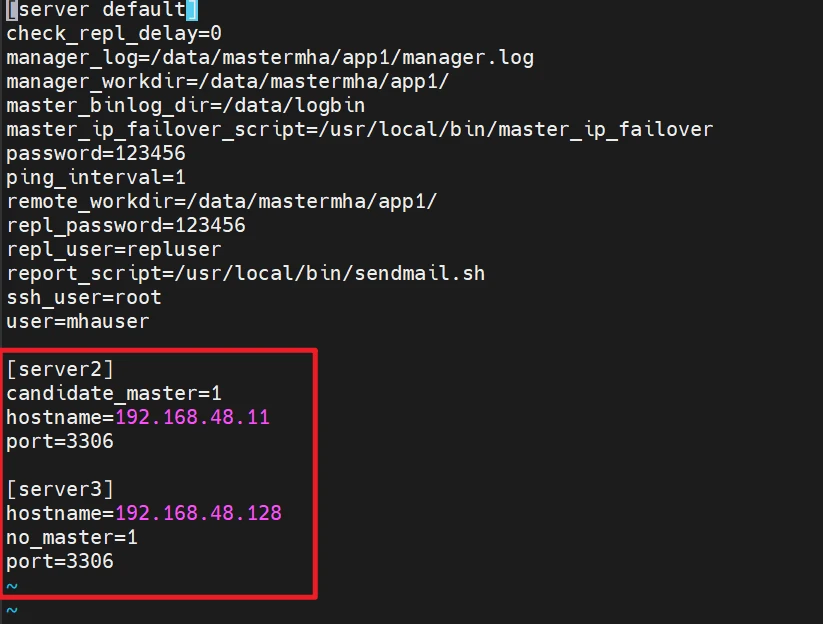 [server default]
check_repl_delay=0
manager_log=/data/mastermha/app1/manager.log
manager_workdir=/data/mastermha/app1/
master_binlog_dir=/data/logbin
master_ip_failover_script=/usr/local/bin/master_ip_failover
password=123456
ping_interval=1
remote_workdir=/data/mastermha/app1/
repl_password=123456
repl_user=repluser
report_script=/usr/local/bin/sendmail.sh
ssh_user=root
user=mhauser

[server2]
candidate_master=1
hostname=192.168.48.11
port=3306

[server3]
hostname=192.168.48.128
no_master=1
port=3306
~
~